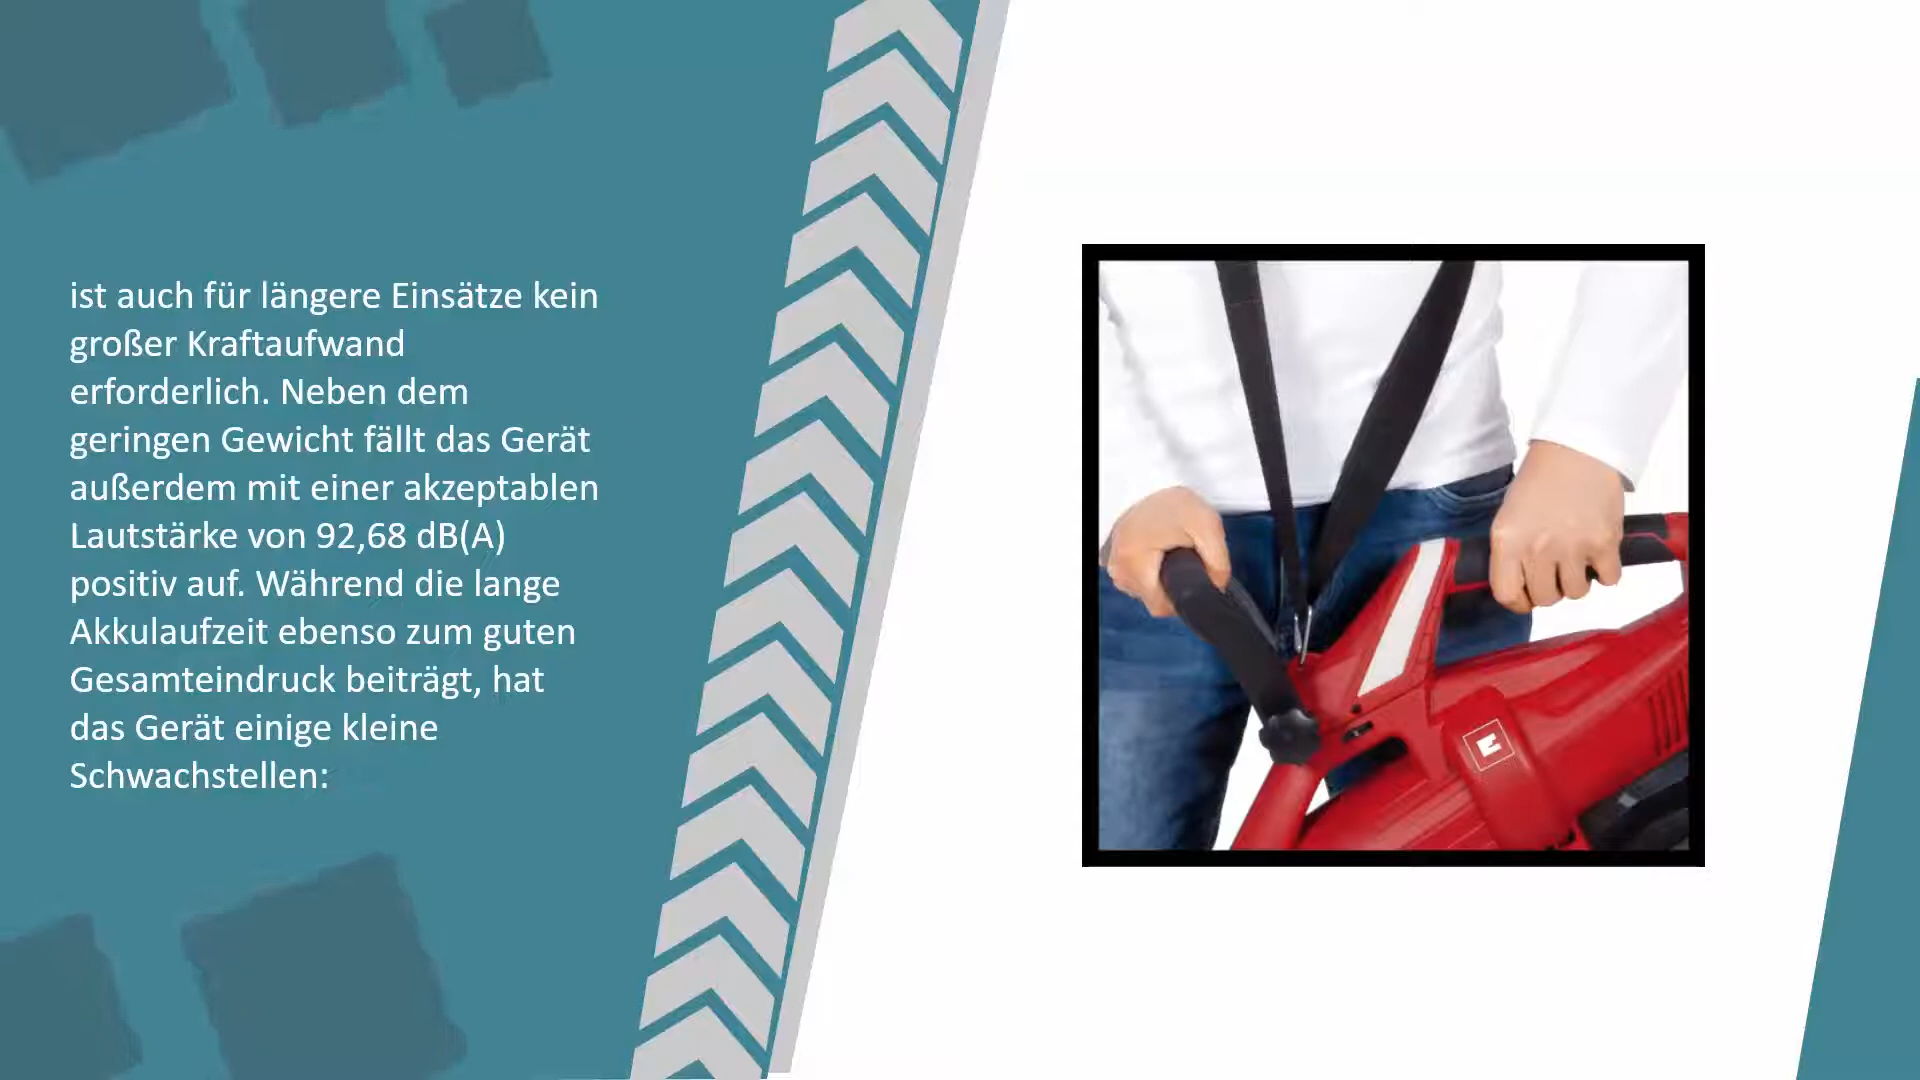 ist auch für längere Einsätze kein
großer Kraftaufwand
erforderlich. Neben dem
geringen Gewicht fällt das Gerät
außerdem mit einer akzeptablen
Lautstärke von 92,68 dB(A)
positiv auf. Während die lange
Akkulaufzeit ebenso zum guten
Gesamteindruck beiträgt, hat
das Gerät einige kleine
Schwachstellen: